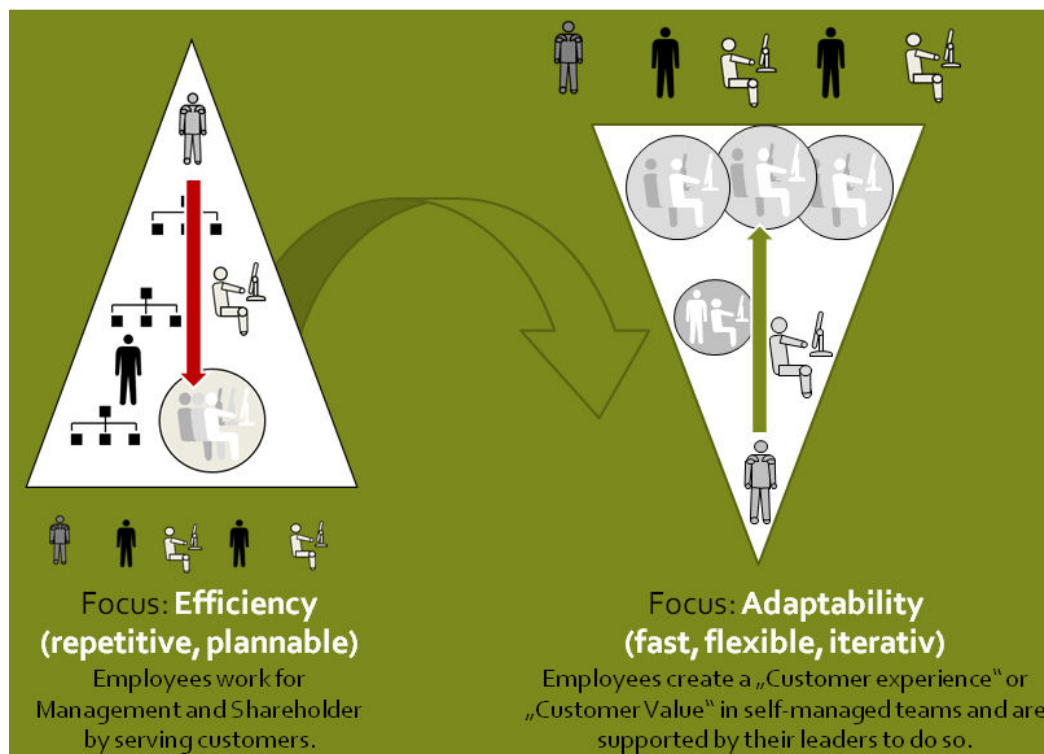 Focus: Efficiency
(repetitive, plannable)
Employees work for
Management and Shareholder
by serving customers.
Focus: Adaptability
(fast, flexible, iterativ)
Employees create a „Customer experience“ or
„Customer Value“ in self-managed teams and are
supported by their leaders to do so.